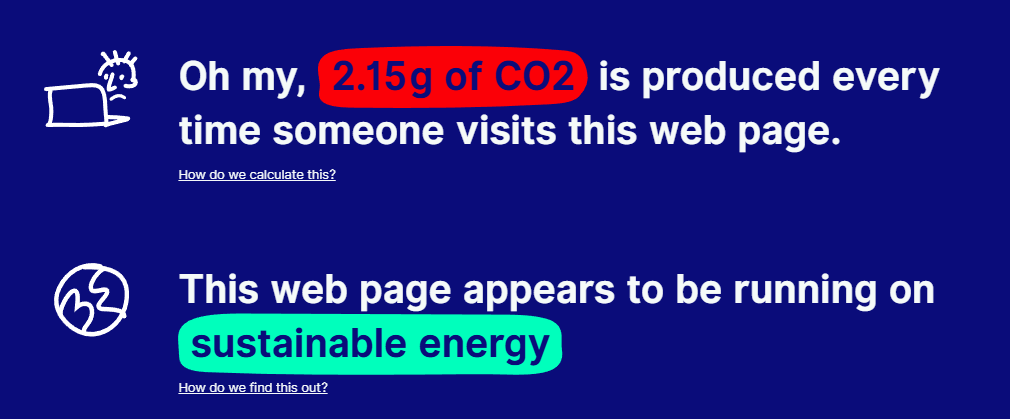 Oh my, 2.15g of CO2 is produced every
time someone visits this web page.
How do we calculate this?
This web page appears to be running on
sustainable energy
How do we find this out?